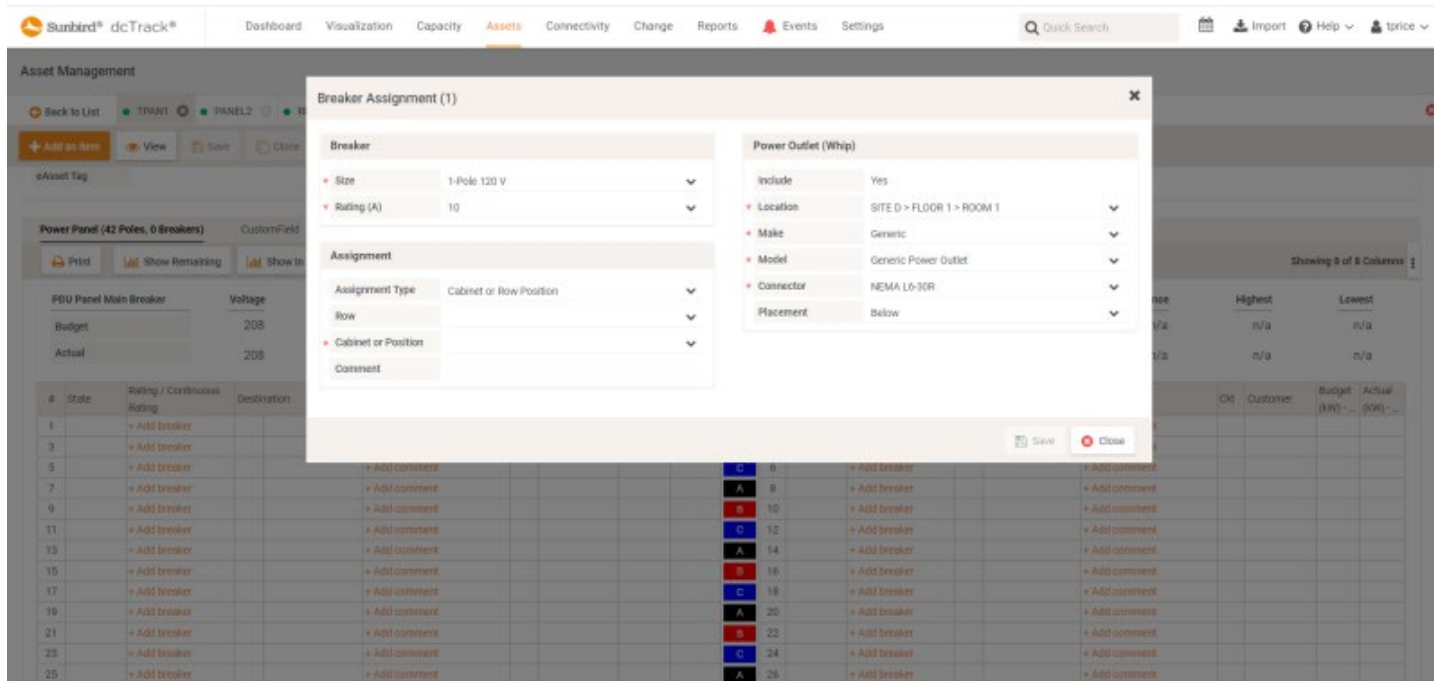 Sunbird® dcTrack® Dashboard Visualization Capacity Assets Connectivity Change Reports Events Settings Quick Search Import Help tprice
Asset Management
Back to List TPANT PANEL2
Add an Item View Save Clone
eAsset Tag
Power Panel (42 Poles, 0 Breakers) CustomField
Print Show Remaining Show In Showing 8 of 8 Columns
PDU Panel Main Breaker Voltage Highest Lowest
Budget 208 n/a n/a n/a
Actual 208 n/a n/a n/a
Breaker Assignment (1)
Breaker
* Size 1-Pole 120 V
* Rating (A) 10
Assignment
Assignment Type Cabinet or Row Position
Row
* Cabinet or Position
Comment
Power Outlet (Whip)
Include Yes
* Location SITE D > FLOOR 1 > ROOM 1
* Make Generic
* Model Generic Power Outlet
* Connector NEMA L6-30R
Placement Below
Save Close
# State Rating / Continuous Rating Destination Ckt Customer Budget (kW) - ... Actual (kW) - ...
1 + Add breaker
3 + Add breaker
5 + Add breaker + Add comment C 6 + Add breaker + Add comment
7 + Add breaker + Add comment A 8 + Add breaker + Add comment
9 + Add breaker + Add comment B 10 + Add breaker + Add comment
11 + Add breaker + Add comment C 12 + Add breaker + Add comment
13 + Add breaker + Add comment A 14 + Add breaker + Add comment
15 + Add breaker + Add comment B 16 + Add breaker + Add comment
17 + Add breaker + Add comment C 18 + Add breaker + Add comment
19 + Add breaker + Add comment A 20 + Add breaker + Add comment
21 + Add breaker + Add comment B 22 + Add breaker + Add comment
23 + Add breaker + Add comment C 24 + Add breaker + Add comment
25 + Add breaker + Add comment A 26 + Add breaker + Add comment